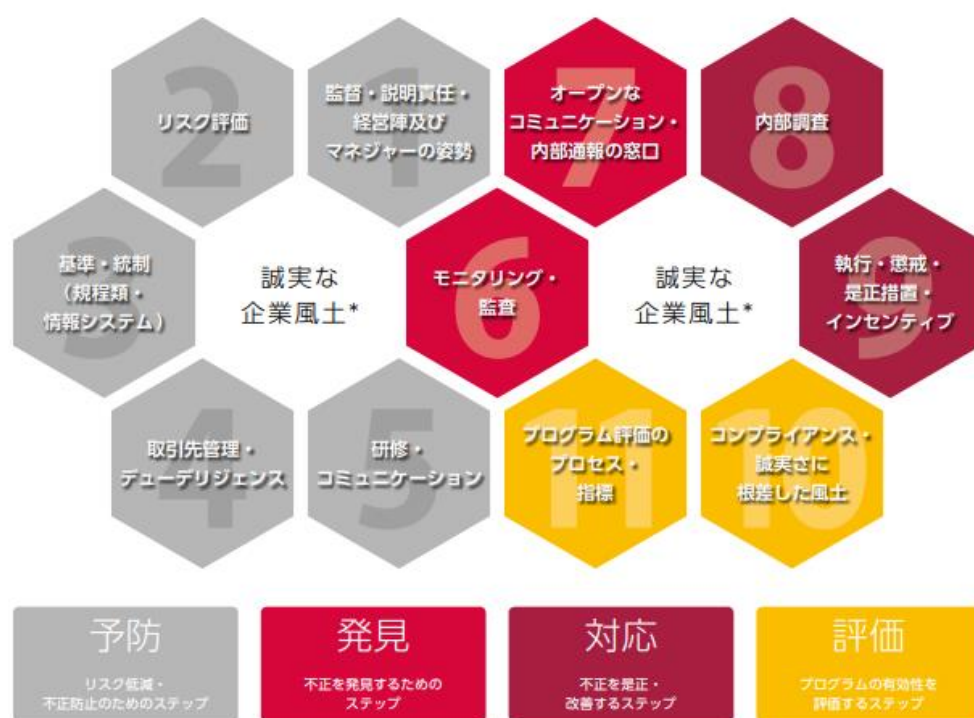 2
リスク評価
1
監督・説明責任・
経営陣及び
マネジャーの姿勢
7
オープンな
コミュニケーション・
内部通報の窓口
8
内部調査
3
基準・統制
（規程類・
情報システム）
誠実な
企業風土*
6
モニタリング・
監査
誠実な
企業風土*
9
執行・懲戒・
是正措置・
インセンティブ
4
取引先管理・
デューデリジェンス
5
研修・
コミュニケーション
11
プログラム評価の
プロセス・
指標
10
コンプライアンス・
誠実さに
根差した風土
予防
リスク低減・
不正防止のためのステップ
発見
不正を発見するための
ステップ
対応
不正を是正・
改善するステップ
評価
プログラムの有効性を
評価するステップ